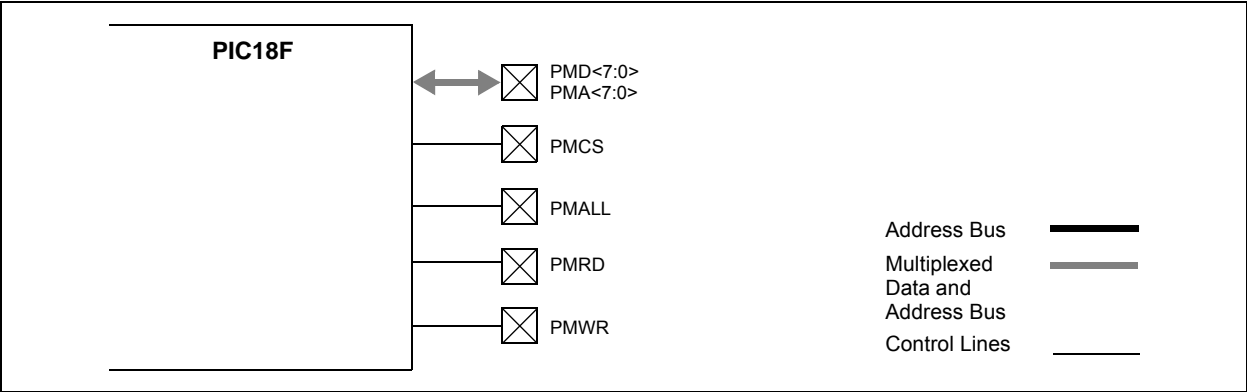 PIC18F
PMD<7:0>
PMA<7:0>
PMCS
PMALL
PMRD
PMWR
Address Bus
Multiplexed
Data and
Address Bus
Control Lines